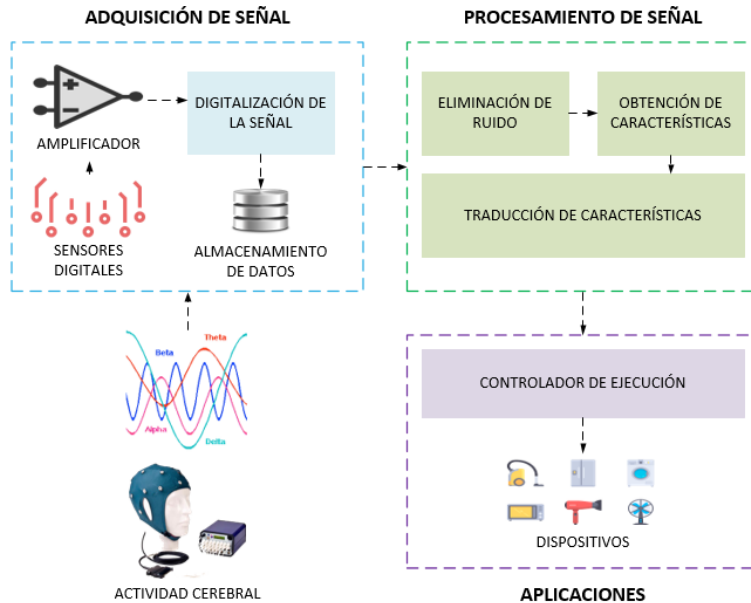 ADQUISICIÓN DE SEÑAL
AMPLIFICADOR
DIGITALIZACIÓN DE
LA SEÑAL
SENSORES
DIGITALES
ALMACENAMIENTO
DE DATOS
Theta
Beta
Alpha
Delta
ACTIVIDAD CEREBRAL
PROCESAMIENTO DE SEÑAL
ELIMINACIÓN DE
RUIDO
OBTENCIÓN DE
CARACTERÍSTICAS
TRADUCCIÓN DE CARACTERÍSTICAS
CONTROLADOR DE EJECUCIÓN
DISPOSITIVOS
APLICACIONES